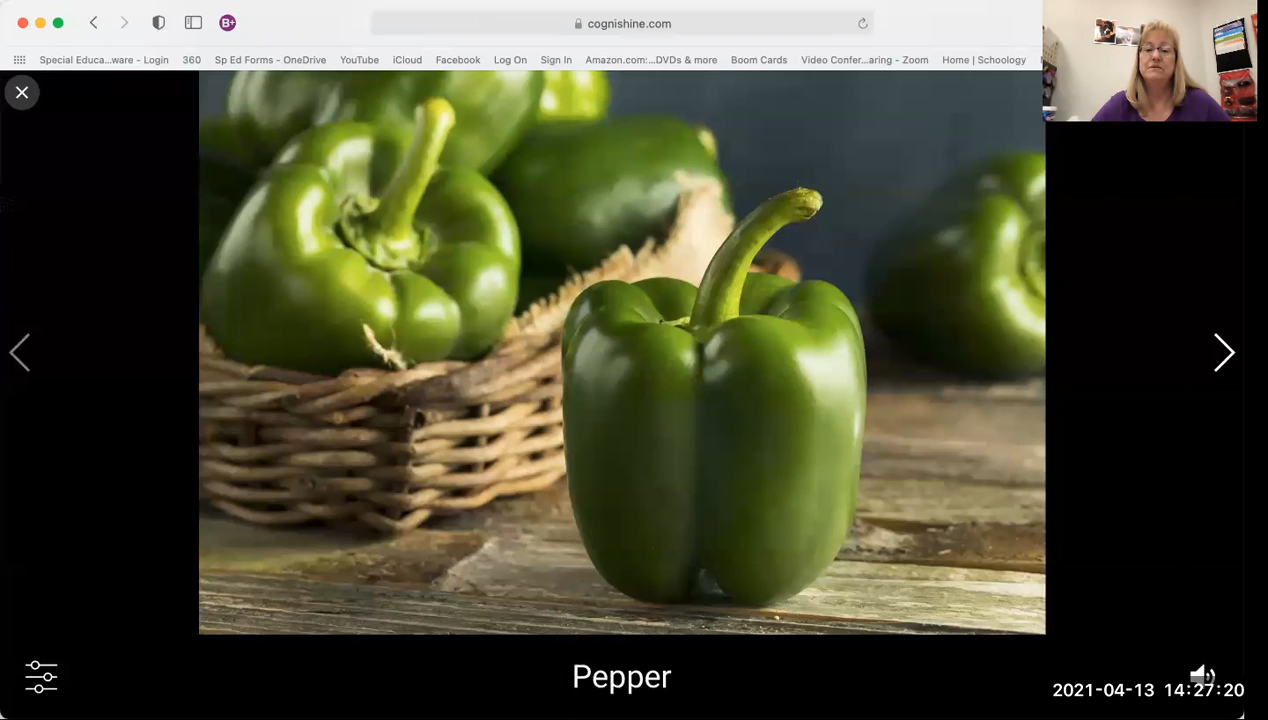 B+
cognishine.com
Special Educa...ware - Login 360 Sp Ed Forms - OneDrive YouTube iCloud Facebook Log On Sign In Amazon.com:...DVDs & more Boom Cards Video Confer...aring - Zoom Home | Schoology
Pepper
2021-04-13 14:27:20